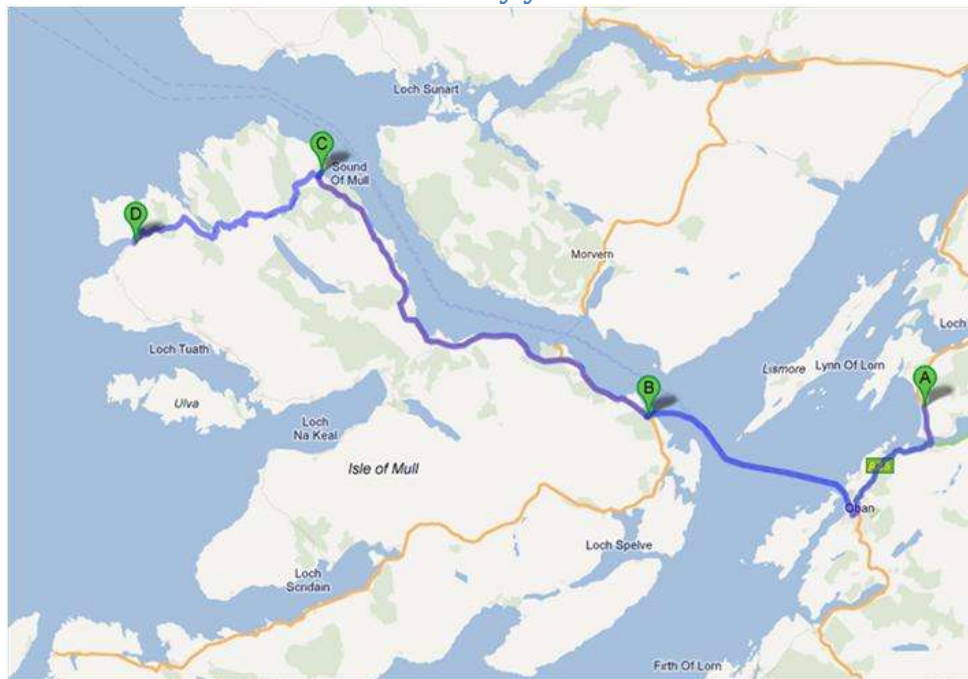 Loch Sunart
C
Sound
Of Mull
D
Morvern
Loch Tuath
Lismore
Lynn Of Lorn
Loch
A
B
Ulva
Loch
Na Keal
Isle of Mull
Oban
Loch Spelve
Loch
Scridain
Firth Of Lorn